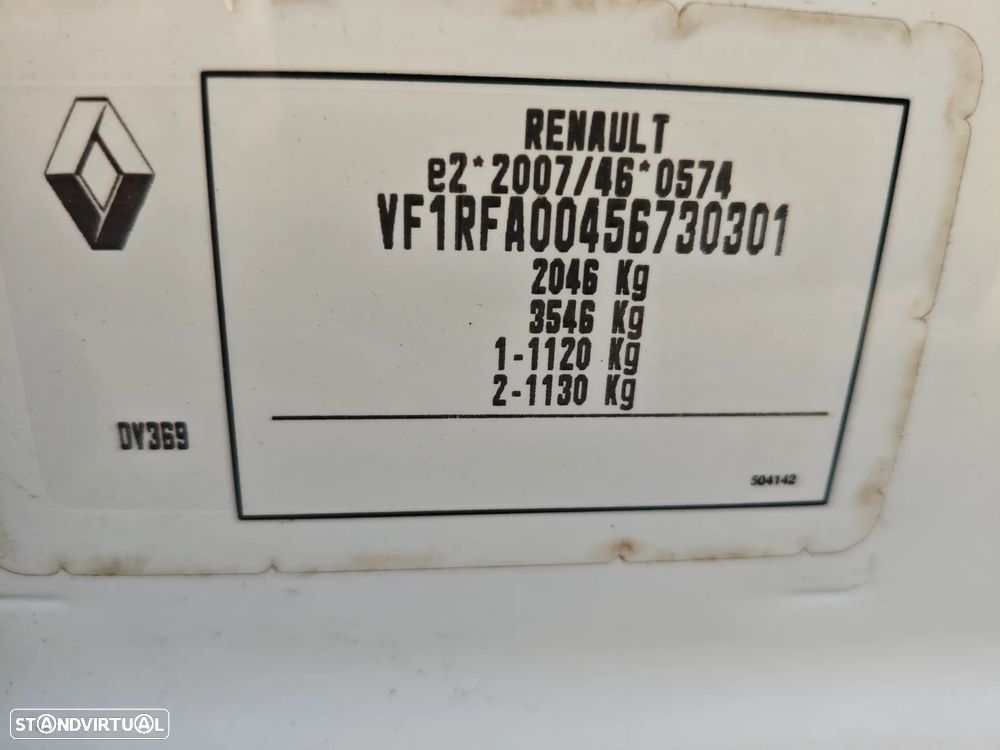 RENAULT
e2*2007/46*0574
VF1RFA00456730301
2046 Kg
3546 Kg
1-1120 Kg
2-1130 Kg
DV369
504142
STANDVIRTUAL